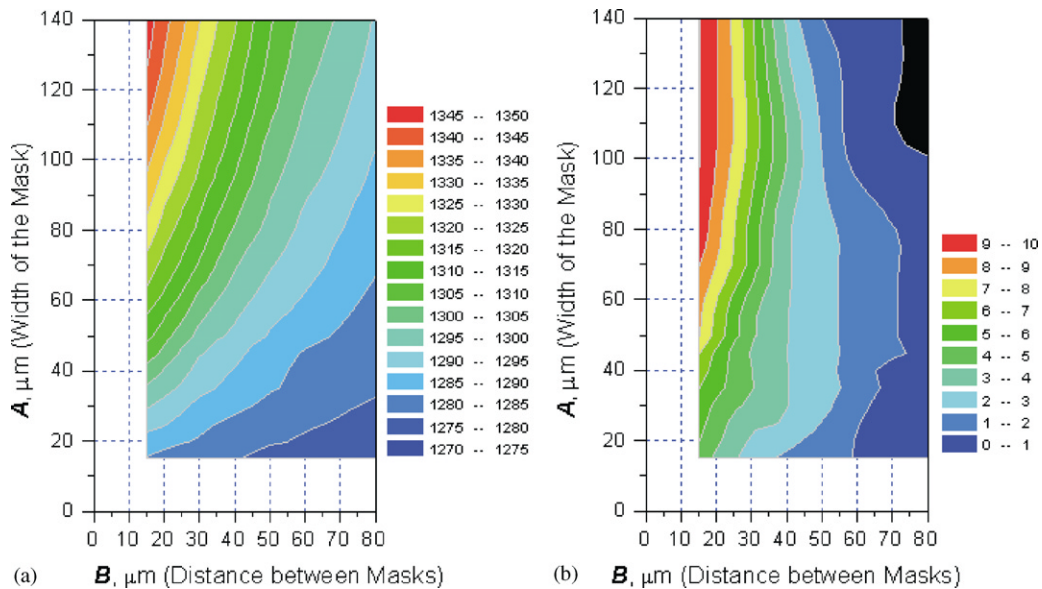 (a)
140
120
100
80
60
40
20
0
A, μm (Width of the Mask)
0 10 20 30 40 50 60 70 80
B, μm (Distance between Masks)
1345 -- 1350
1340 -- 1345
1335 -- 1340
1330 -- 1335
1325 -- 1330
1320 -- 1325
1315 -- 1320
1310 -- 1315
1305 -- 1310
1300 -- 1305
1295 -- 1300
1290 -- 1295
1285 -- 1290
1280 -- 1285
1275 -- 1280
1270 -- 1275
(b)
140
120
100
80
60
40
20
0
A, μm (Width of the Mask)
0 10 20 30 40 50 60 70 80
B, μm (Distance between Masks)
9 -- 10
8 -- 9
7 -- 8
6 -- 7
5 -- 6
4 -- 5
3 -- 4
2 -- 3
1 -- 2
0 -- 1